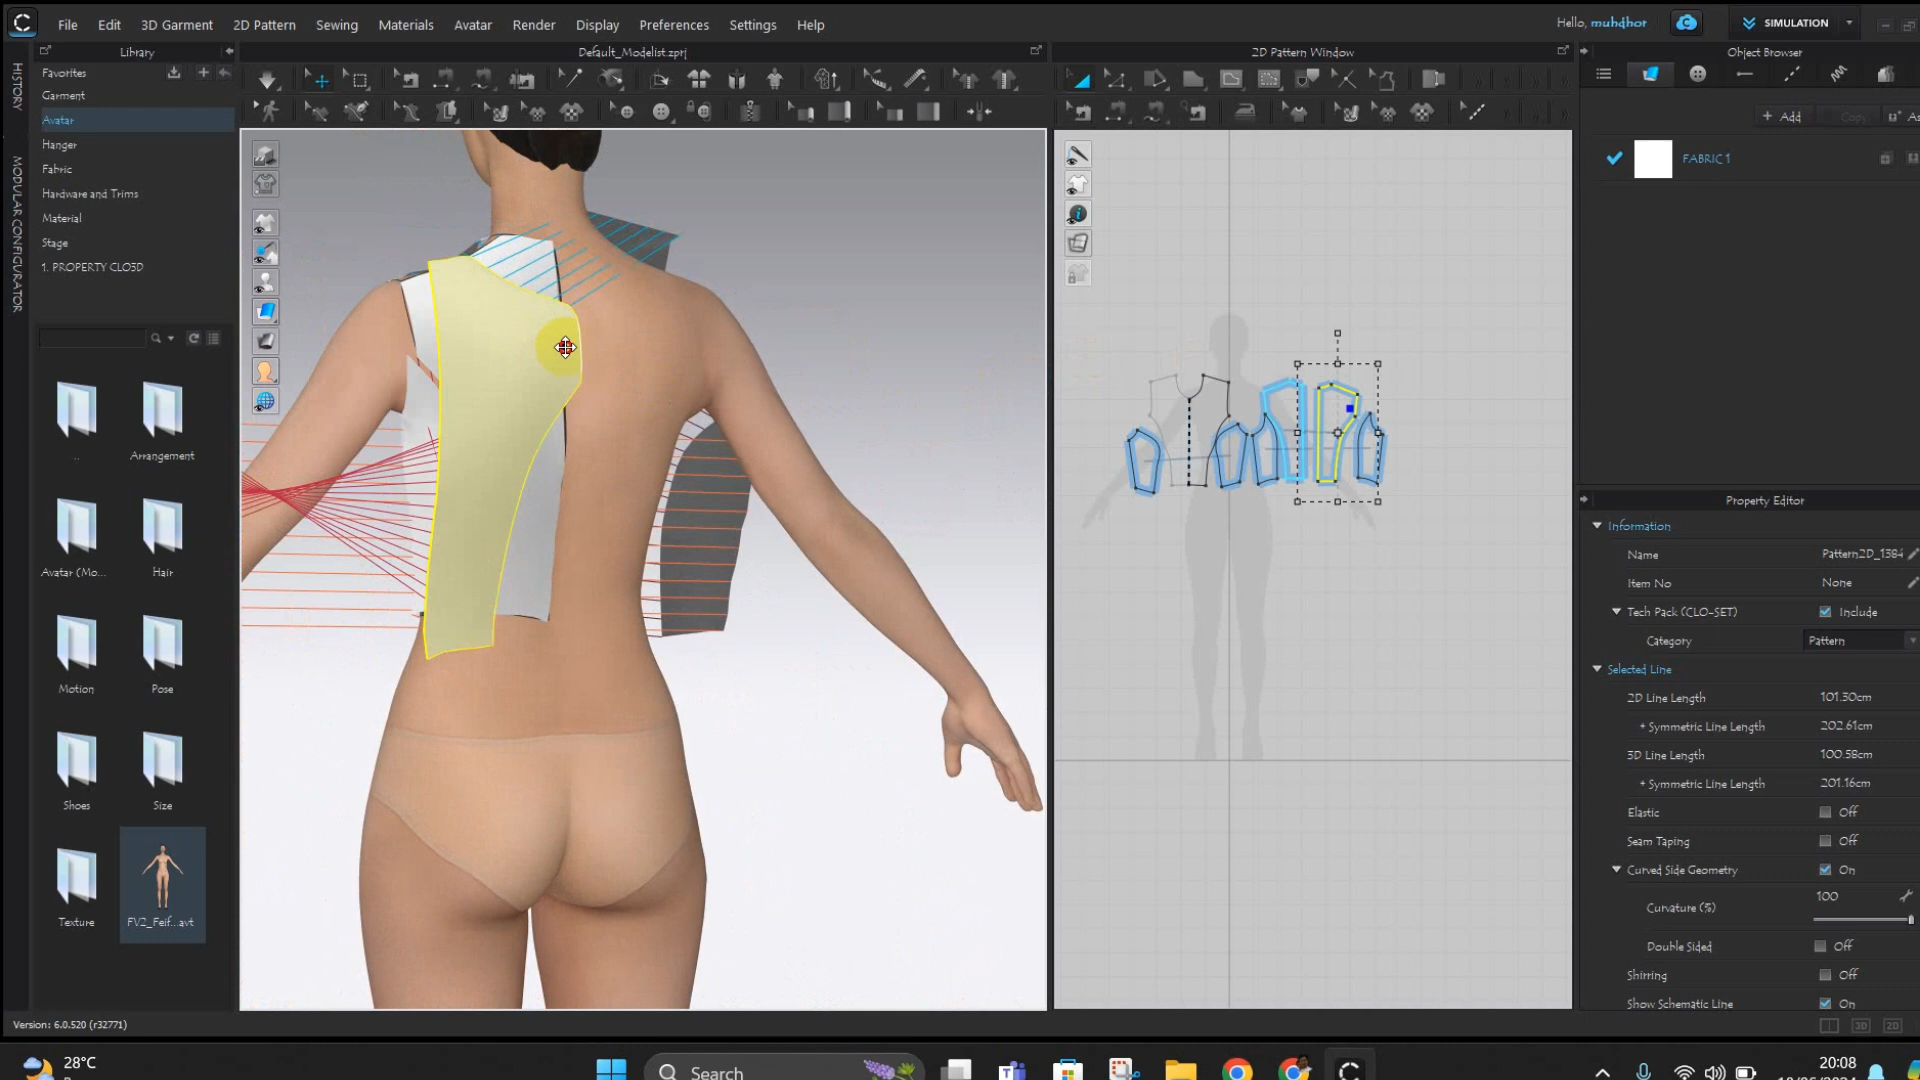 File Edit 3D Garment 2D Pattern Sewing Materials Avatar Render Display Preferences Settings Help
Hello, muhdhor
SIMULATION
HISTORY
MODULAR CONFIGURATOR
Library
Favorites
Garment
Avatar
Hanger
Fabric
Hardware and Trims
Material
Stage
1. PROPERTY CLO3D
..
Arrangement
Avatar (Mo...
Hair
Motion
Pose
Shoes
Size
Texture
FV2_Feif...avt
Default_Modelist.zprj
2D Pattern Window
Object Browser
+ Add
Copy
As
FABRIC 1
Property Editor
Information
Name Pattern2D_1384
Item No None
Tech Pack (CLO-SET) Include
Category Pattern
Selected Line
2D Line Length 101.30cm
+ Symmetric Line Length 202.61cm
3D Line Length 100.58cm
+ Symmetric Line Length 201.16cm
Elastic Off
Seam Taping Off
Curved Side Geometry On
Curvature (%) 100
Double Sided Off
Shirring Off
Show Schematic Line On
3D 2D
Version: 6.0.520 (r32771)
28°C
Search
20:08